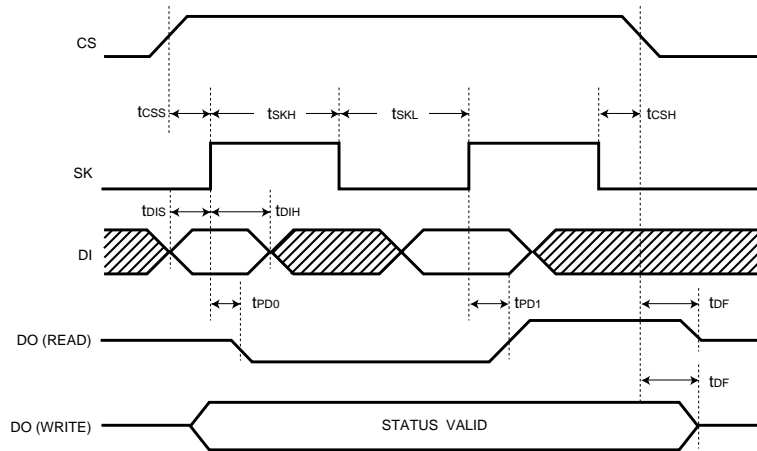 CS
tCSS tSKH tSKL tCSH
SK
tDIS tDIH
DI
tPD0 tPD1 tDF
DO (READ)
tDF
DO (WRITE) STATUS VALID